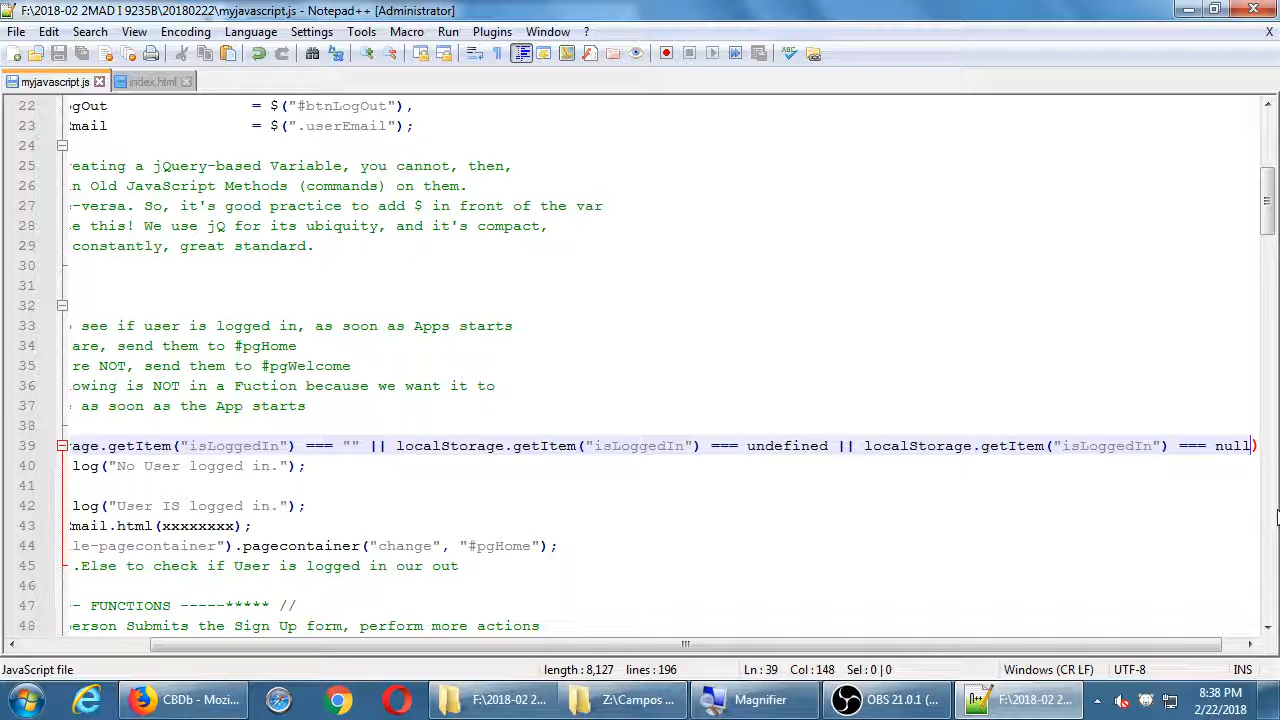 F:\2018-02 2MAD I 9235B\20180222\myjavascript.js - Notepad++ [Administrator]
File Edit Search View Encoding Language Settings Tools Macro Run Plugins Window ? X
myjavascript.js index.html
22 gOut = $("#btnLogOut"),
23 Email = $(".userEmail");
24
25 reating a jQuery-based Variable, you cannot, then,
26 n Old JavaScript Methods (commands) on them.
27 e-versa. So, it's good practice to add $ in front of the var
28 e this! We use jQ for its ubiquity, and it's compact,
29 constantly, great standard.
30
31
32
33 o see if user is logged in, as soon as Apps starts
34 are, send them to #pgHome
35 re NOT, send them to #pgWelcome
36 owing is NOT in a Fuction because we want it to
37 e as soon as the App starts
38
39 rage.getItem("isLoggedIn") === "" || localStorage.getItem("isLoggedIn") === undefined || localStorage.getItem("isLoggedIn") === null)
40 log("No User logged in.");
41
42 log("User IS logged in.");
43 Email.html(xxxxxxxx);
44 le-pagecontainer").pagecontainer("change", "#pgHome");
45 .Else to check if User is logged in our out
46
47 -- FUNCTIONS -----***** //
48 person Submits the Sign Up form, perform more actions
JavaScript file length : 8,127 lines : 196 Ln : 39 Col : 148 Sel : 0 | 0 Windows (CR LF) UTF-8 INS
CBDb - Mozi... F:\2018-02 2... Z:\Campos ... Magnifier OBS 21.0.1 (... F:\2018-02 2... 8:38 PM
2/22/2018